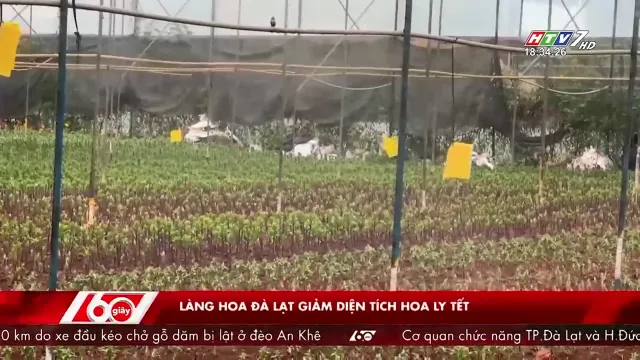 HTV7 HD
18:34:26
60 giây
LÀNG HOA ĐÀ LẠT GIẢM DIỆN TÍCH HOA LY TẾT
0 km do xe đầu kéo chở gỗ dăm bị lật ở đèo An Khê 60 Cơ quan chức năng TP.Đà Lạt và H.Đức